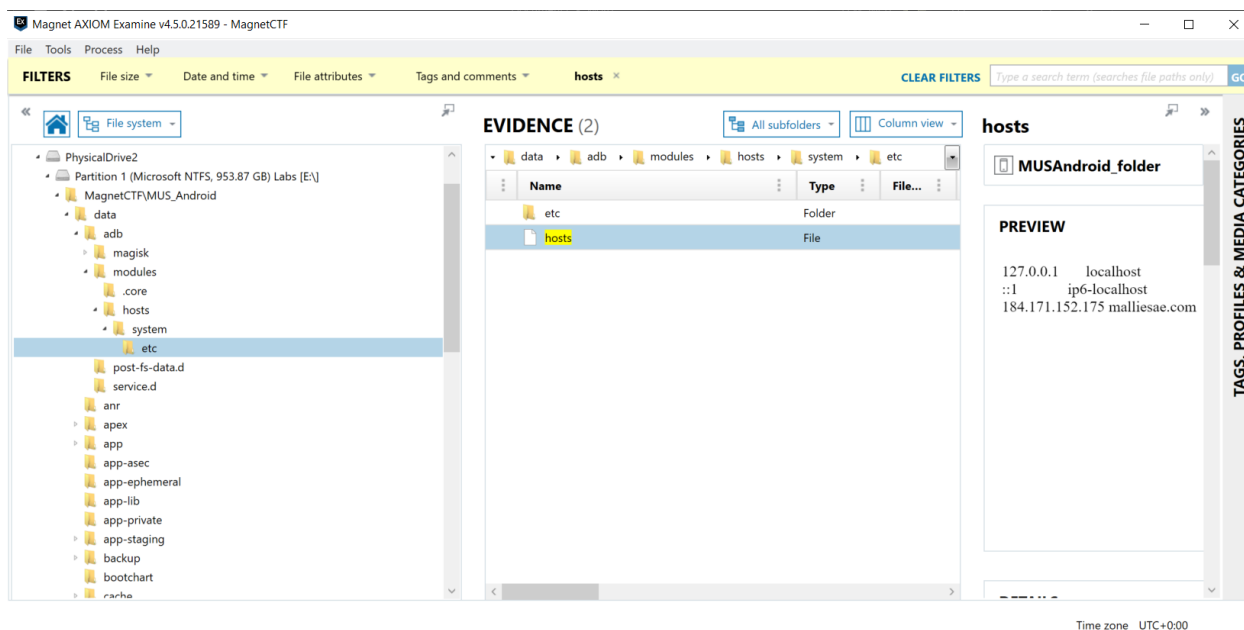 Magnet AXIOM Examine v4.5.0.21589 - MagnetCTF
File Tools Process Help
FILTERS File size Date and time File attributes Tags and comments hosts × CLEAR FILTERS Type a search term (searches file paths only) GO
File system
PhysicalDrive2
Partition 1 (Microsoft NTFS, 953.87 GB) Labs [E:\]
MagnetCTF\MUS_Android
data
adb
magisk
modules
.core
hosts
system
etc
post-fs-data.d
service.d
anr
apex
app
app-asec
app-ephemeral
app-lib
app-private
app-staging
backup
bootchart
cache
EVIDENCE (2) All subfolders Column view
data adb modules hosts system etc
Name Type File...
etc Folder
hosts File
hosts
MUSAndroid_folder
PREVIEW
127.0.0.1 localhost
::1 ip6-localhost
184.171.152.175 malliesae.com
TAGS, PROFILES & MEDIA CATEGORIES
Time zone UTC+0:00